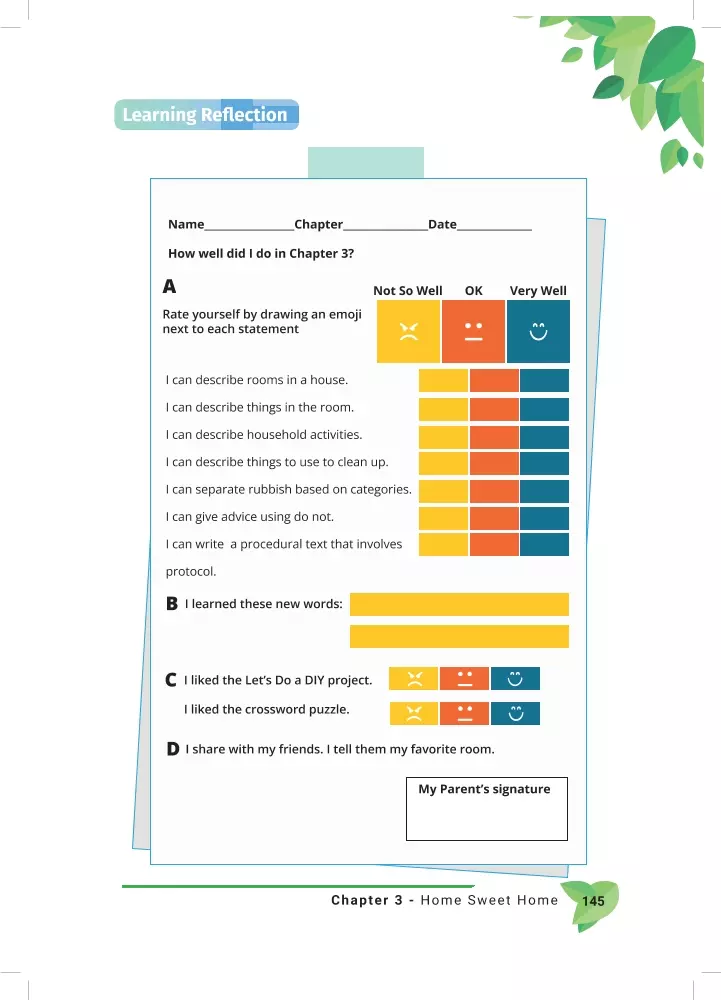 Learning Reflection
Name_______________Chapter______________Date____________
How well did I do in Chapter 3?
A
Not So Well OK Very Well
Rate yourself by drawing an emoji
next to each statement
I can describe rooms in a house.
I can describe things in the room.
I can describe household activities.
I can describe things to use to clean up.
I can separate rubbish based on categories.
I can give advice using do not.
I can write a procedural text that involves
protocol.
B I learned these new words:
C I liked the Let’s Do a DIY project.
I liked the crossword puzzle.
D I share with my friends. I tell them my favorite room.
My Parent’s signature
Chapter 3 - Home Sweet Home 145